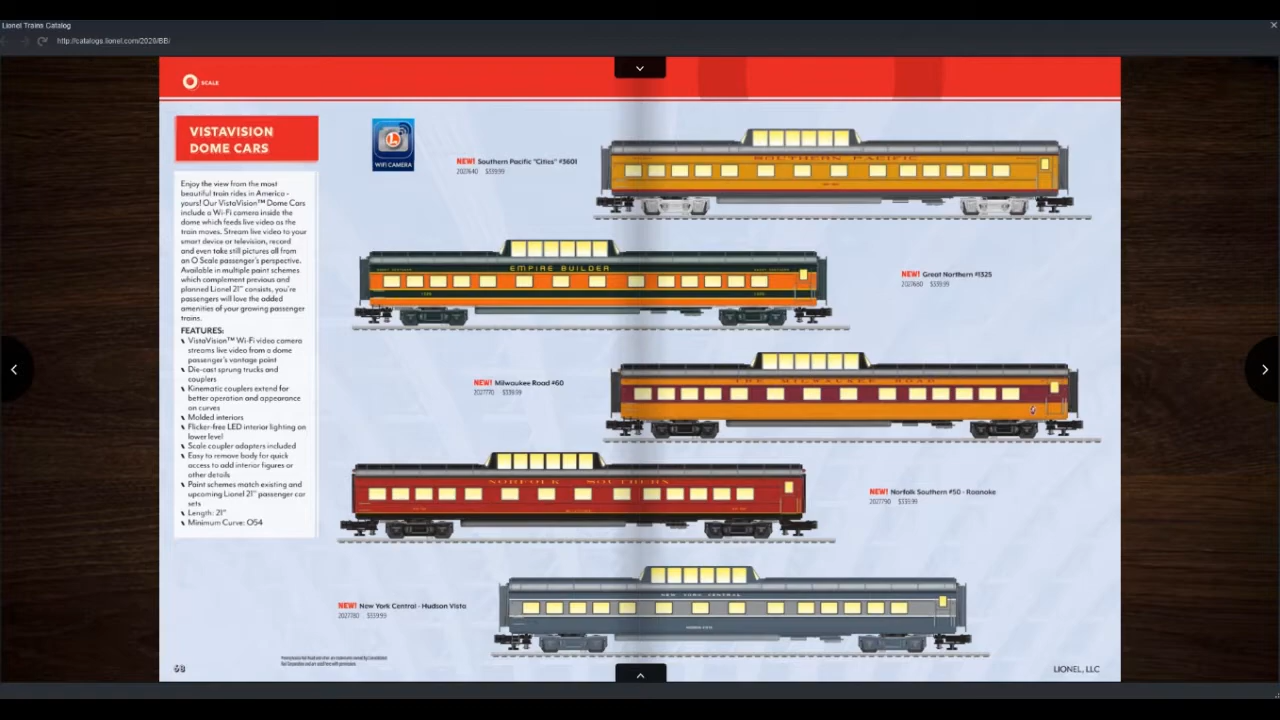 Lionel Trains Catalog
http://catalogs.lionel.com/2020/BB/
SCALE
VISTAVISION
DOME CARS
Enjoy the view from the most
beautiful train rides in America -
yours! Our VistaVision™ Dome Cars
include a Wi-Fi camera inside the
dome which feeds live video as the
train moves. Stream live video to your
smart device or television, record
and even take still pictures all from
an O Scale passenger's perspective.
Available in multiple paint schemes
which complement previous and
planned Lionel 21" consists, you're
passengers will love the added
amenities of your growing passenger
trains.
FEATURES:
VistaVision™ Wi-Fi video camera
streams live video from a dome
passenger's vantage point
Die-cast sprung trucks and
couplers
Kinematic couplers extend for
better operation and appearance
on curves
Molded interiors
Flicker-free LED interior lighting on
lower level
Scale coupler adapters included
Easy to remove body for quick
access to add interior figures or
other details
Paint schemes match existing and
upcoming Lionel 21" passenger car
sets
Length: 21"
Minimum Curve: O54
L
WIFI CAMERA
NEW! Southern Pacific "Cities" #3601
2027640 $339.99
SOUTHERN PACIFIC
EMPIRE BUILDER
NEW! Great Northern #1325
2027680 $339.99
NEW! Milwaukee Road #60
2027770 $339.99
THE MILWAUKEE ROAD
NORFOLK SOUTHERN
NEW! Norfolk Southern #50 - Roanoke
2027790 $339.99
NEW! New York Central - Hudson Vista
2027780 $339.99
NEW YORK CENTRAL
68
LIONEL, LLC